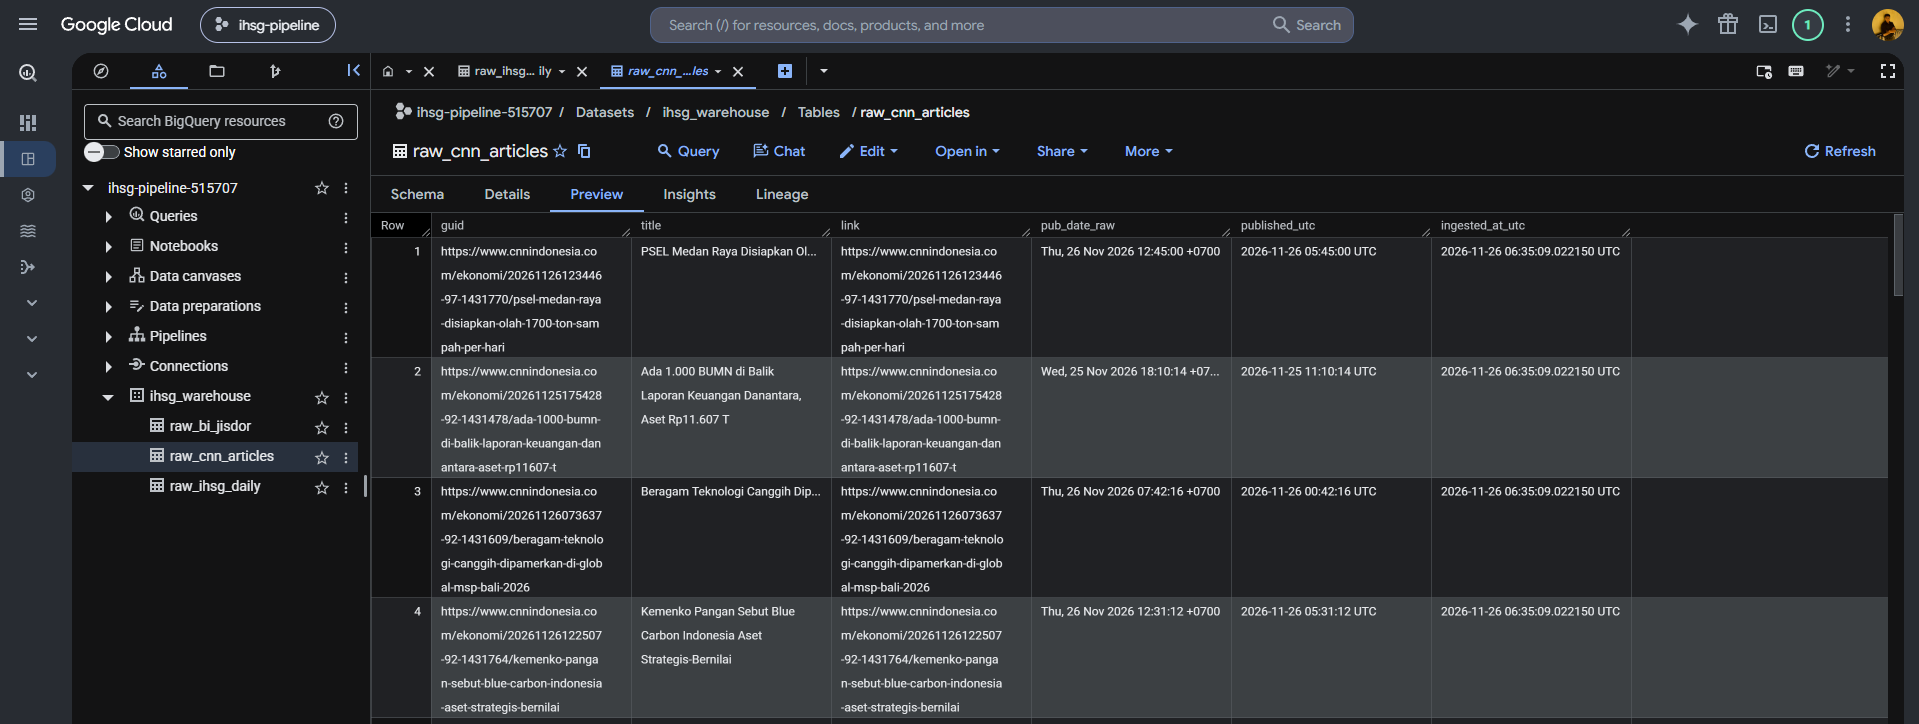 Google Cloud
ihsg-pipeline
Search (/) for resources, docs, products, and more
Search
1
raw_ihsg... ily
raw_cnn_...les
Search BigQuery resources
Show starred only
ihsg-pipeline-515707
Queries
Notebooks
Data canvases
Data preparations
Pipelines
Connections
ihsg_warehouse
raw_bi_jisdor
raw_cnn_articles
raw_ihsg_daily
ihsg-pipeline-515707 / Datasets / ihsg_warehouse / Tables / raw_cnn_articles
raw_cnn_articles
Query
Chat
Edit
Open in
Share
More
Refresh
Schema
Details
Preview
Insights
Lineage
Row
guid
title
link
pub_date_raw
published_utc
ingested_at_utc
1
https://www.cnnindonesia.co
m/ekonomi/20261126123446
-97-1431770/psel-medan-raya
-disiapkan-olah-1700-ton-sam
pah-per-hari
PSEL Medan Raya Disiapkan Ol...
https://www.cnnindonesia.co
m/ekonomi/20261126123446
-97-1431770/psel-medan-raya
-disiapkan-olah-1700-ton-sam
pah-per-hari
Thu, 26 Nov 2026 12:45:00 +0700
2026-11-26 05:45:00 UTC
2026-11-26 06:35:09.022150 UTC
2
https://www.cnnindonesia.co
m/ekonomi/20261125175428
-92-1431478/ada-1000-bumn-
di-balik-laporan-keuangan-dan
antara-aset-rp11607-t
Ada 1.000 BUMN di Balik
Laporan Keuangan Danantara,
Aset Rp11.607 T
https://www.cnnindonesia.co
m/ekonomi/20261125175428
-92-1431478/ada-1000-bumn-
di-balik-laporan-keuangan-dan
antara-aset-rp11607-t
Wed, 25 Nov 2026 18:10:14 +07...
2026-11-25 11:10:14 UTC
2026-11-26 06:35:09.022150 UTC
3
https://www.cnnindonesia.co
m/ekonomi/20261126073637
-92-1431609/beragam-teknolo
gi-canggih-dipamerkan-di-glob
al-msp-bali-2026
Beragam Teknologi Canggih Dip...
https://www.cnnindonesia.co
m/ekonomi/20261126073637
-92-1431609/beragam-teknolo
gi-canggih-dipamerkan-di-glob
al-msp-bali-2026
Thu, 26 Nov 2026 07:42:16 +0700
2026-11-26 00:42:16 UTC
2026-11-26 06:35:09.022150 UTC
4
https://www.cnnindonesia.co
m/ekonomi/20261126122507
-92-1431764/kemenko-panga
n-sebut-blue-carbon-indonesia
-aset-strategis-bernilai
Kemenko Pangan Sebut Blue
Carbon Indonesia Aset
Strategis-Bernilai
https://www.cnnindonesia.co
m/ekonomi/20261126122507
-92-1431764/kemenko-panga
n-sebut-blue-carbon-indonesia
-aset-strategis-bernilai
Thu, 26 Nov 2026 12:31:12 +0700
2026-11-26 05:31:12 UTC
2026-11-26 06:35:09.022150 UTC